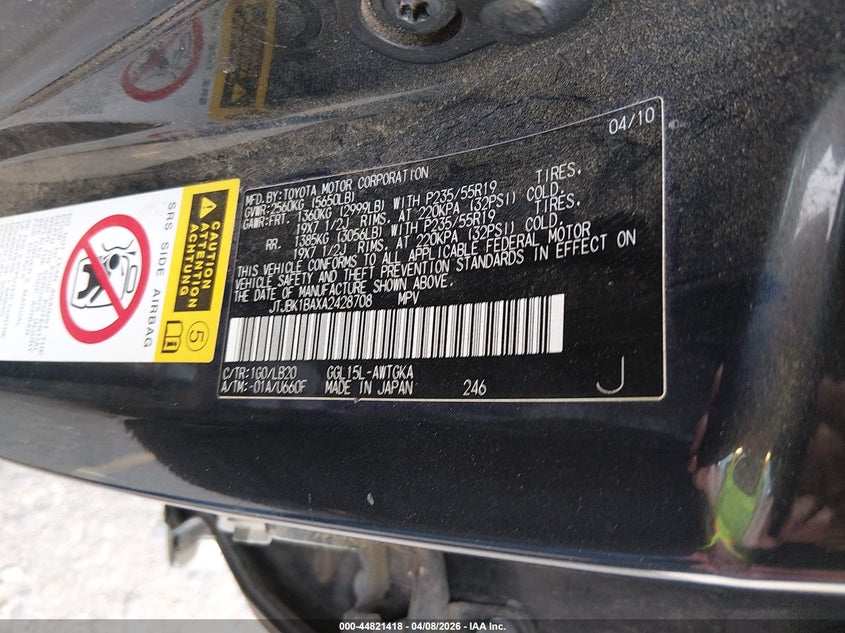 04/10
MFD.BY:TOYOTA MOTOR CORPORATION
GVWR:2560KG (5650LB)
GAWR:FRT. 1360KG (2999LB) WITH P235/55R19 TIRES,
19X7 1/2J RIMS, AT 220KPA (32PSI) COLD.
RR. 1385KG (3056LB) WITH P235/55R19 TIRES,
19X7 1/2J RIMS, AT 220KPA (32PSI) COLD.
THIS VEHICLE CONFORMS TO ALL APPLICABLE FEDERAL MOTOR
VEHICLE SAFETY AND THEFT PREVENTION STANDARDS IN EFFECT ON
THE DATE OF MANUFACTURE SHOWN ABOVE.
JTJBK1BAXA2428708 MPV
C/TR:1G0/LB20 GGL15L-AWTGKA
A/TM:-01A/U660F MADE IN JAPAN 246 J
CAUTION
ATTENTION
ACHTUNG
5
SRS SIDE AIRBAG
000-44821418 - 04/08/2026 - IAA Inc.